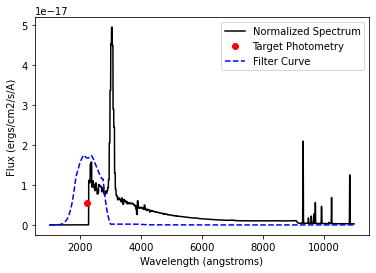 1e−17
Normalized Spectrum
Target Photometry
Filter Curve
Flux (ergs/cm2/s/A)
5
4
3
2
1
0
2000 4000 6000 8000 10000
Wavelength (angstroms)